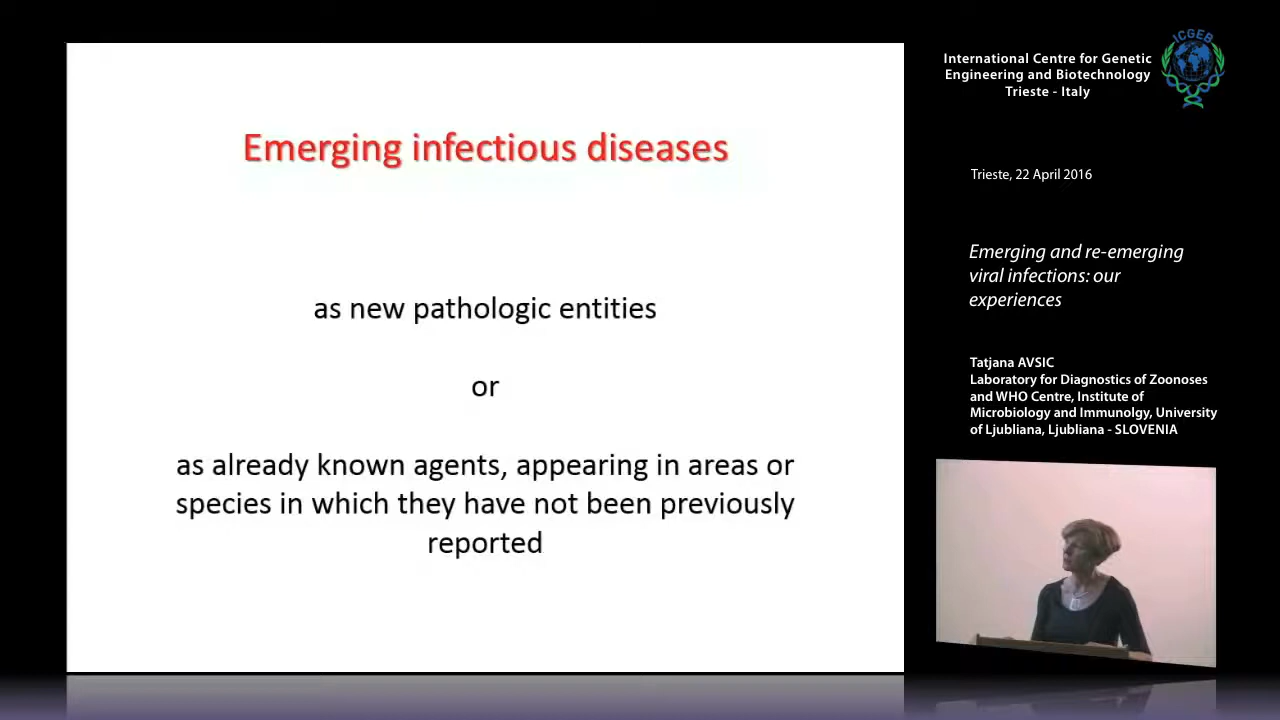 Emerging infectious diseases
as new pathologic entities
or
as already known agents, appearing in areas or
species in which they have not been previously
reported
International Centre for Genetic
Engineering and Biotechnology
Trieste - Italy
ICGEB
Trieste, 22 April 2016
Emerging and re-emerging
viral infections: our
experiences
Tatjana AVSIC
Laboratory for Diagnostics of Zoonoses
and WHO Centre, Institute of
Microbiology and Immunolgy, University
of Ljubliana, Ljubliana - SLOVENIA